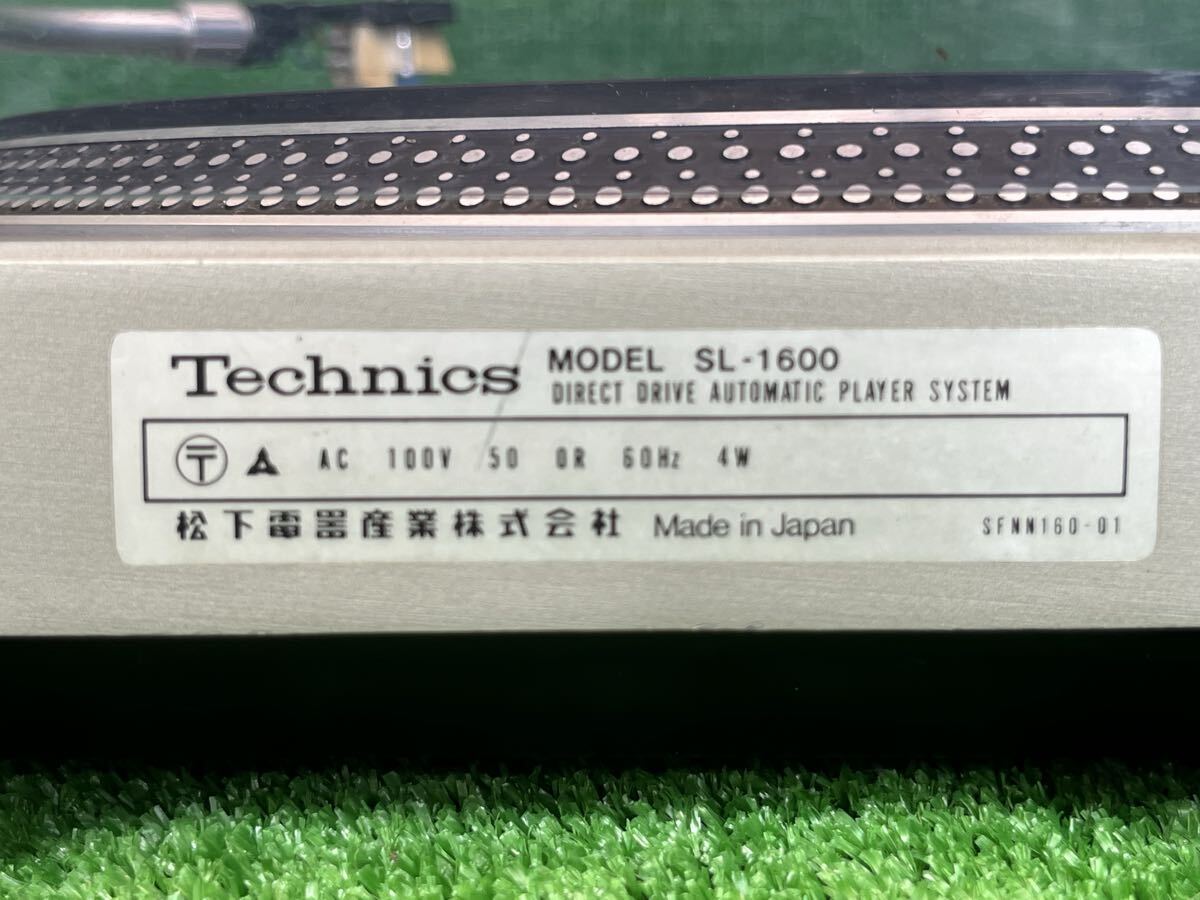 Technics MODEL SL-1600
DIRECT DRIVE AUTOMATIC PLAYER SYSTEM
〒 AC 100V 50 OR 60Hz 4W
松下電器産業株式会社 Made in Japan SFNN160-01